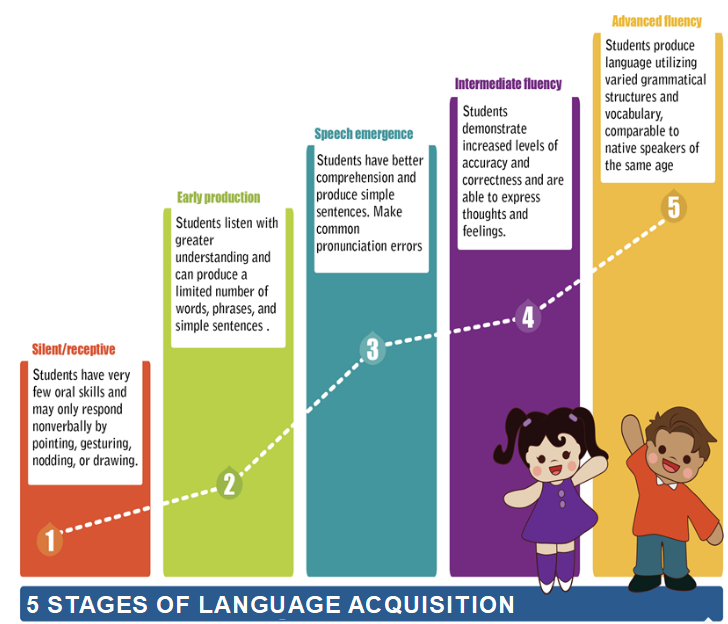 Silent/receptive
Students have very
few oral skills and
may only respond
nonverbally by
pointing, gesturing,
nodding, or drawing.
1
Early production
Students listen with
greater
understanding and
can produce a
limited number of
words, phrases, and
simple sentences .
2
Speech emergence
Students have better
comprehension and
produce simple
sentences. Make
common
pronunciation errors
3
Intermediate fluency
Students
demonstrate
increased levels of
accuracy and
correctness and are
able to express
thoughts and
feelings.
4
Advanced fluency
Students produce
language utilizing
varied grammatical
structures and
vocabulary,
comparable to
native speakers of
the same age
5
5 STAGES OF LANGUAGE ACQUISITION